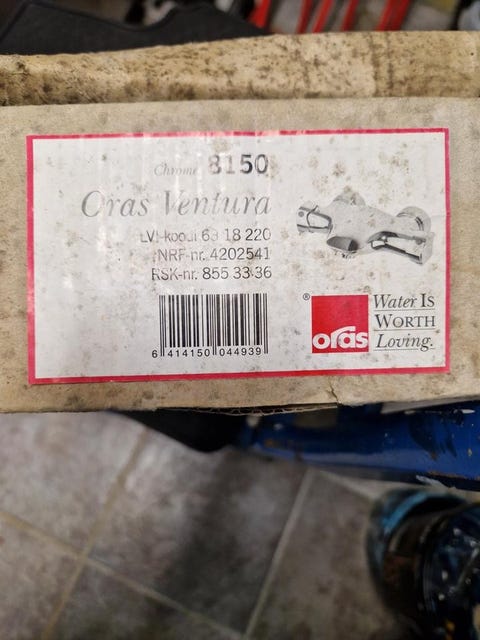 Chrome 8150
Oras Ventura
LVI-koodi 63 18 220
NRF-nr. 4202541
RSK-nr. 855 33 36
6 414150 044939
® oras
Water Is
Worth
Loving.